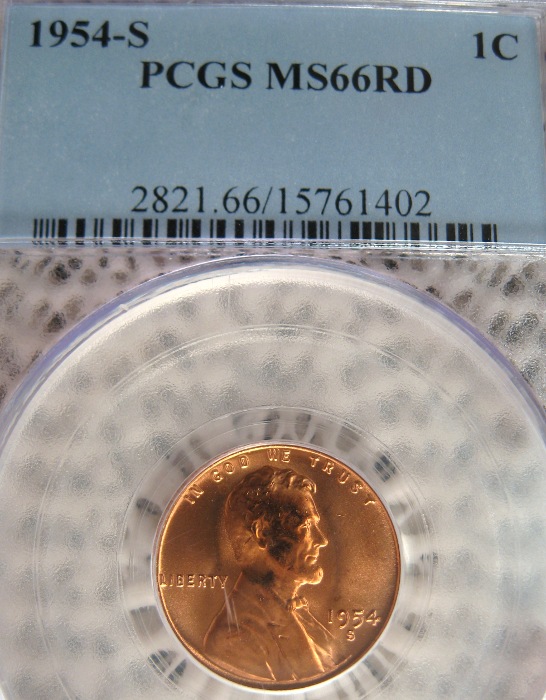 1954-S 1C
PCGS MS66RD
2821.66/15761402
IN GOD WE TRUST
LIBERTY
1954
S